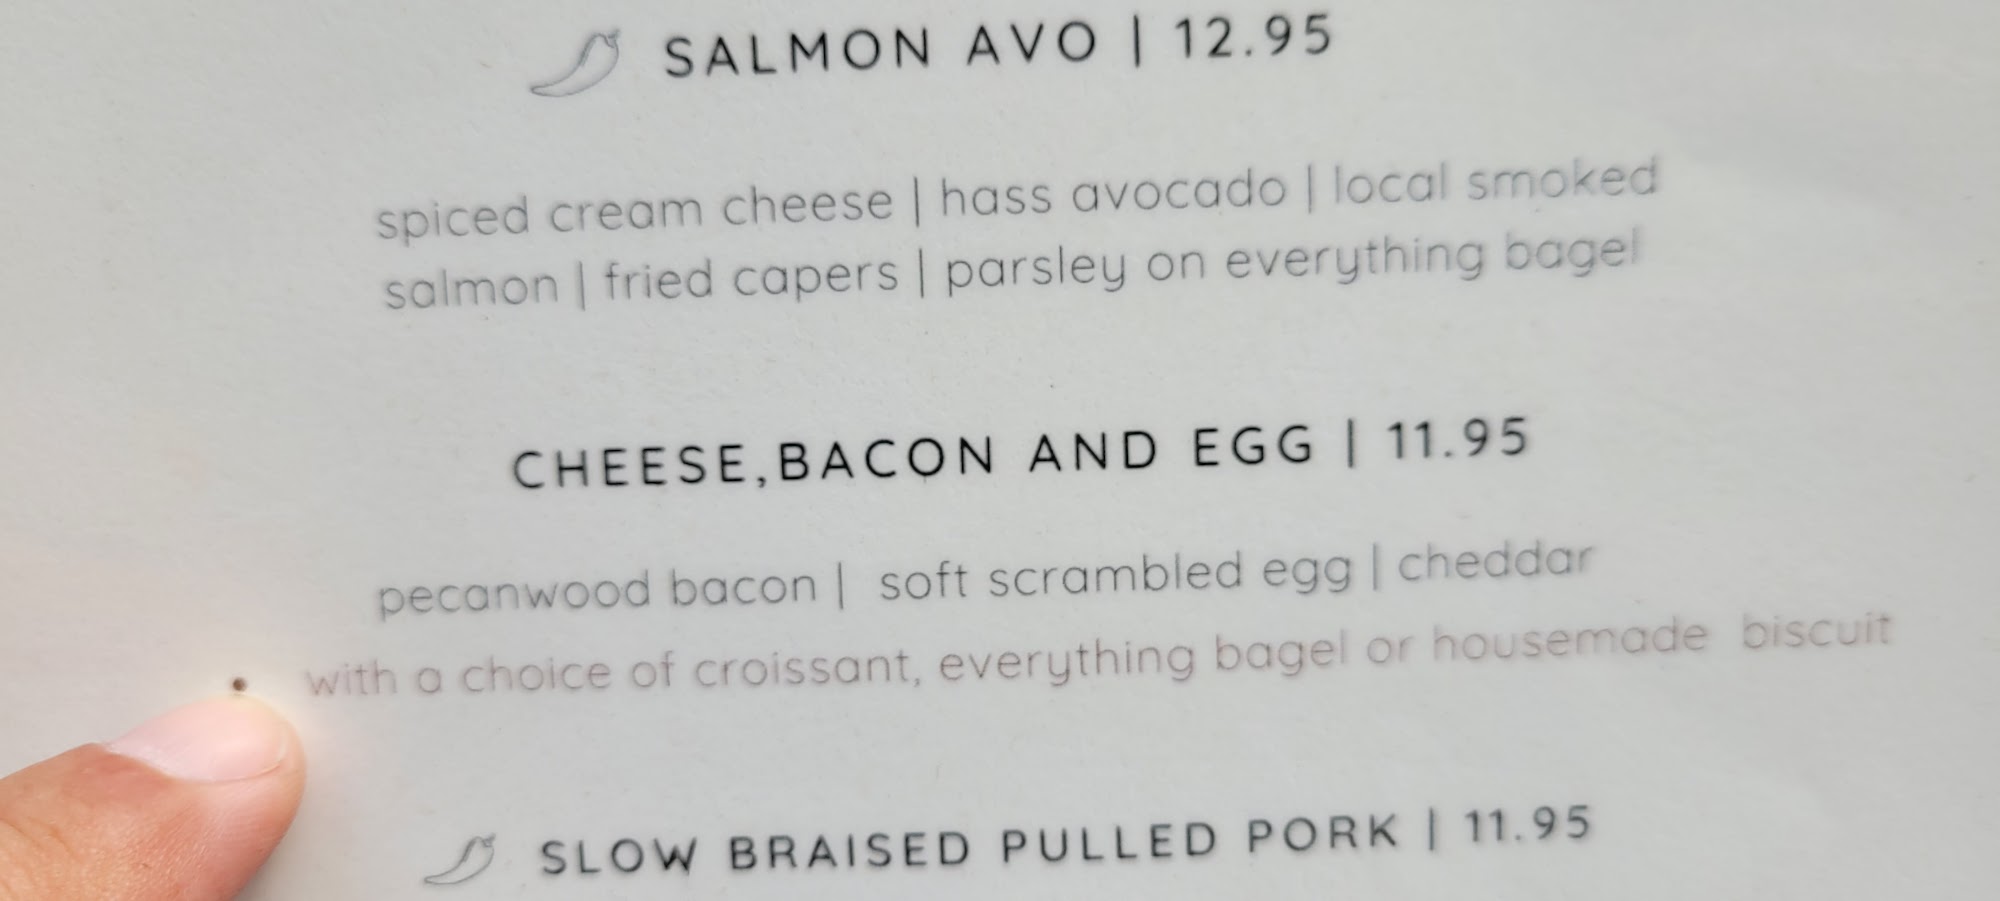 SALMON AVO | 12.95
spiced cream cheese | hass avocado | local smoked
salmon | fried capers | parsley on everything bagel
CHEESE,BACON AND EGG | 11.95
pecanwood bacon | soft scrambled egg | cheddar
with a choice of croissant, everything bagel or housemade biscuit
SLOW BRAISED PULLED PORK | 11.95